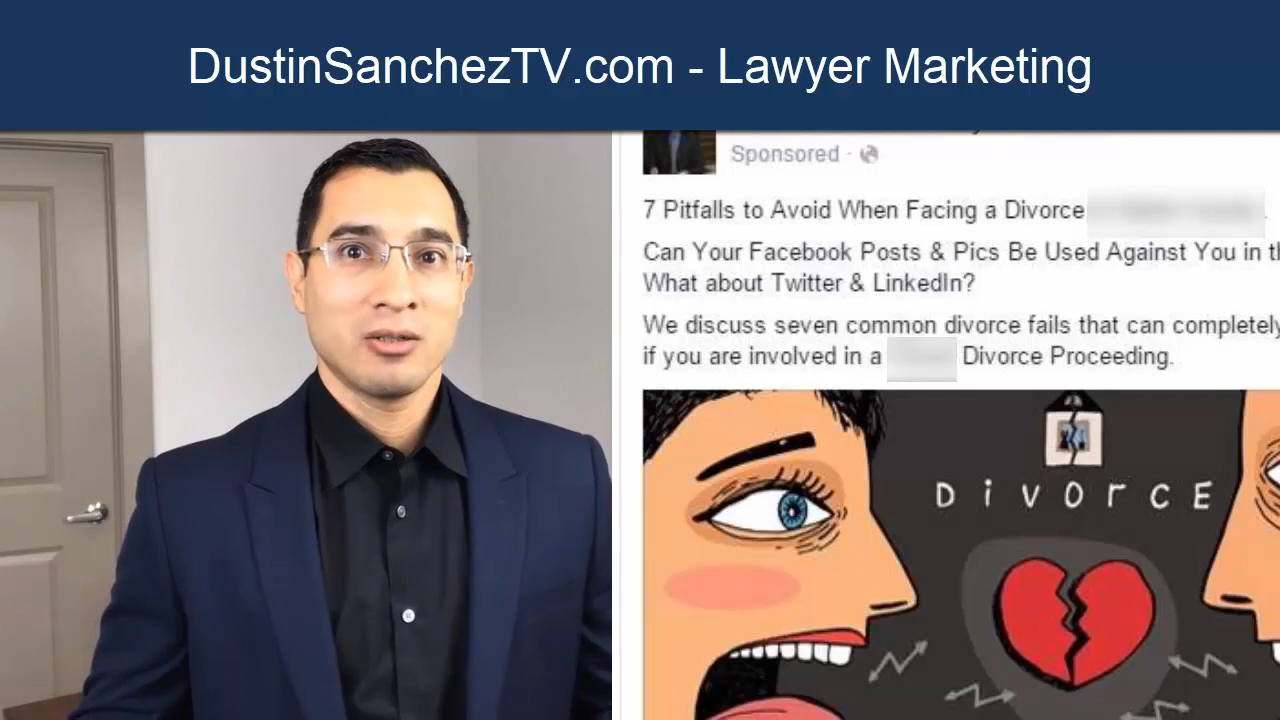 DustinSanchezTV.com - Lawyer Marketing
Sponsored ·
7 Pitfalls to Avoid When Facing a Divorce
Can Your Facebook Posts & Pics Be Used Against You in
What about Twitter & LinkedIn?
We discuss seven common divorce fails that can completely
if you are involved in a Divorce Proceeding.
DivorcE